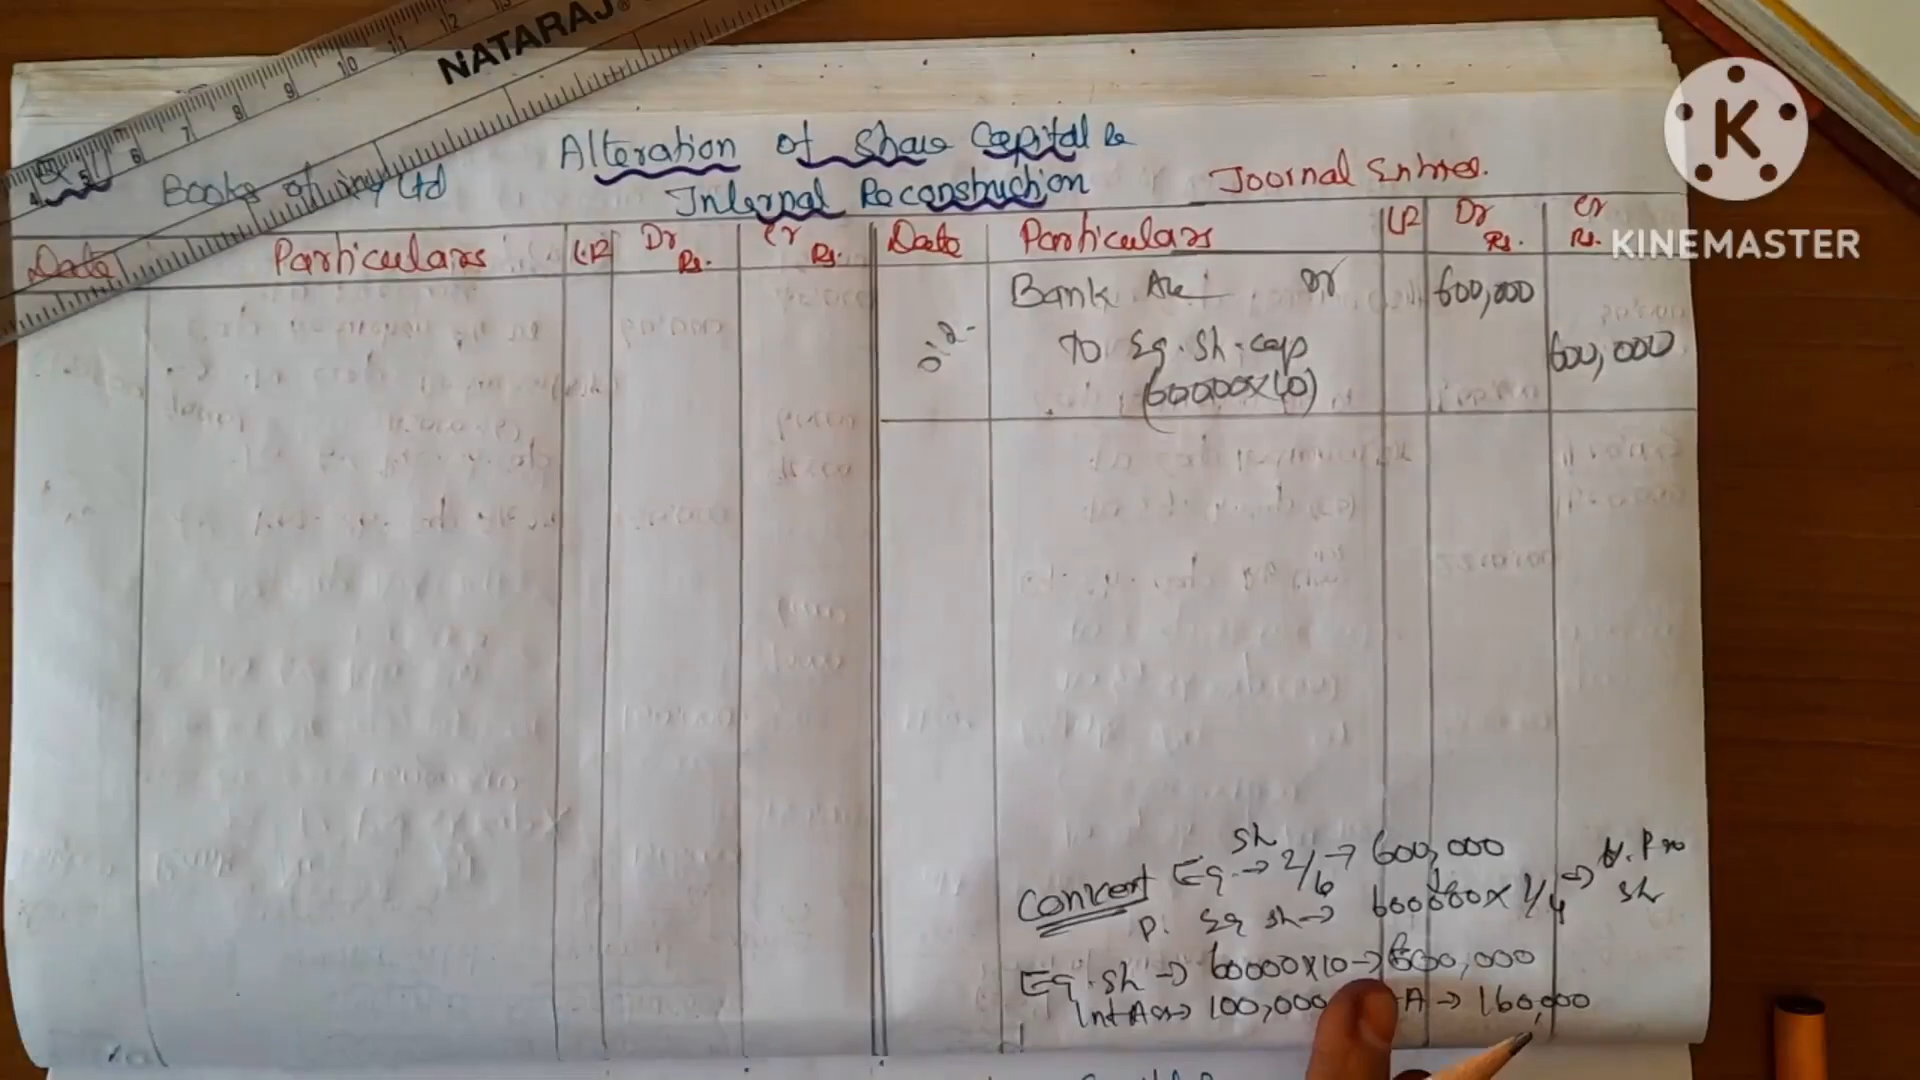 NATARAJ
Alteration of Share Capital &
Internal Reconstruction
Books of xy Ltd
Journal Entries.
Date Particulars LR Dr Rs. Cr Rs.
Date Particulars LR Dr Rs. Cr Rs.
Bank A/c Dr 600,000
To Eq. Sh. cap 600,000
(60000x10)
Convert Eq. Sh → 2/6 → 600,000
P. Eq sh → 600000 x 1/4 → Sh
Eq. Sh → 60000x10 → 600,000
Int Ass → 100,000 A → 160,000
K
KINEMASTER